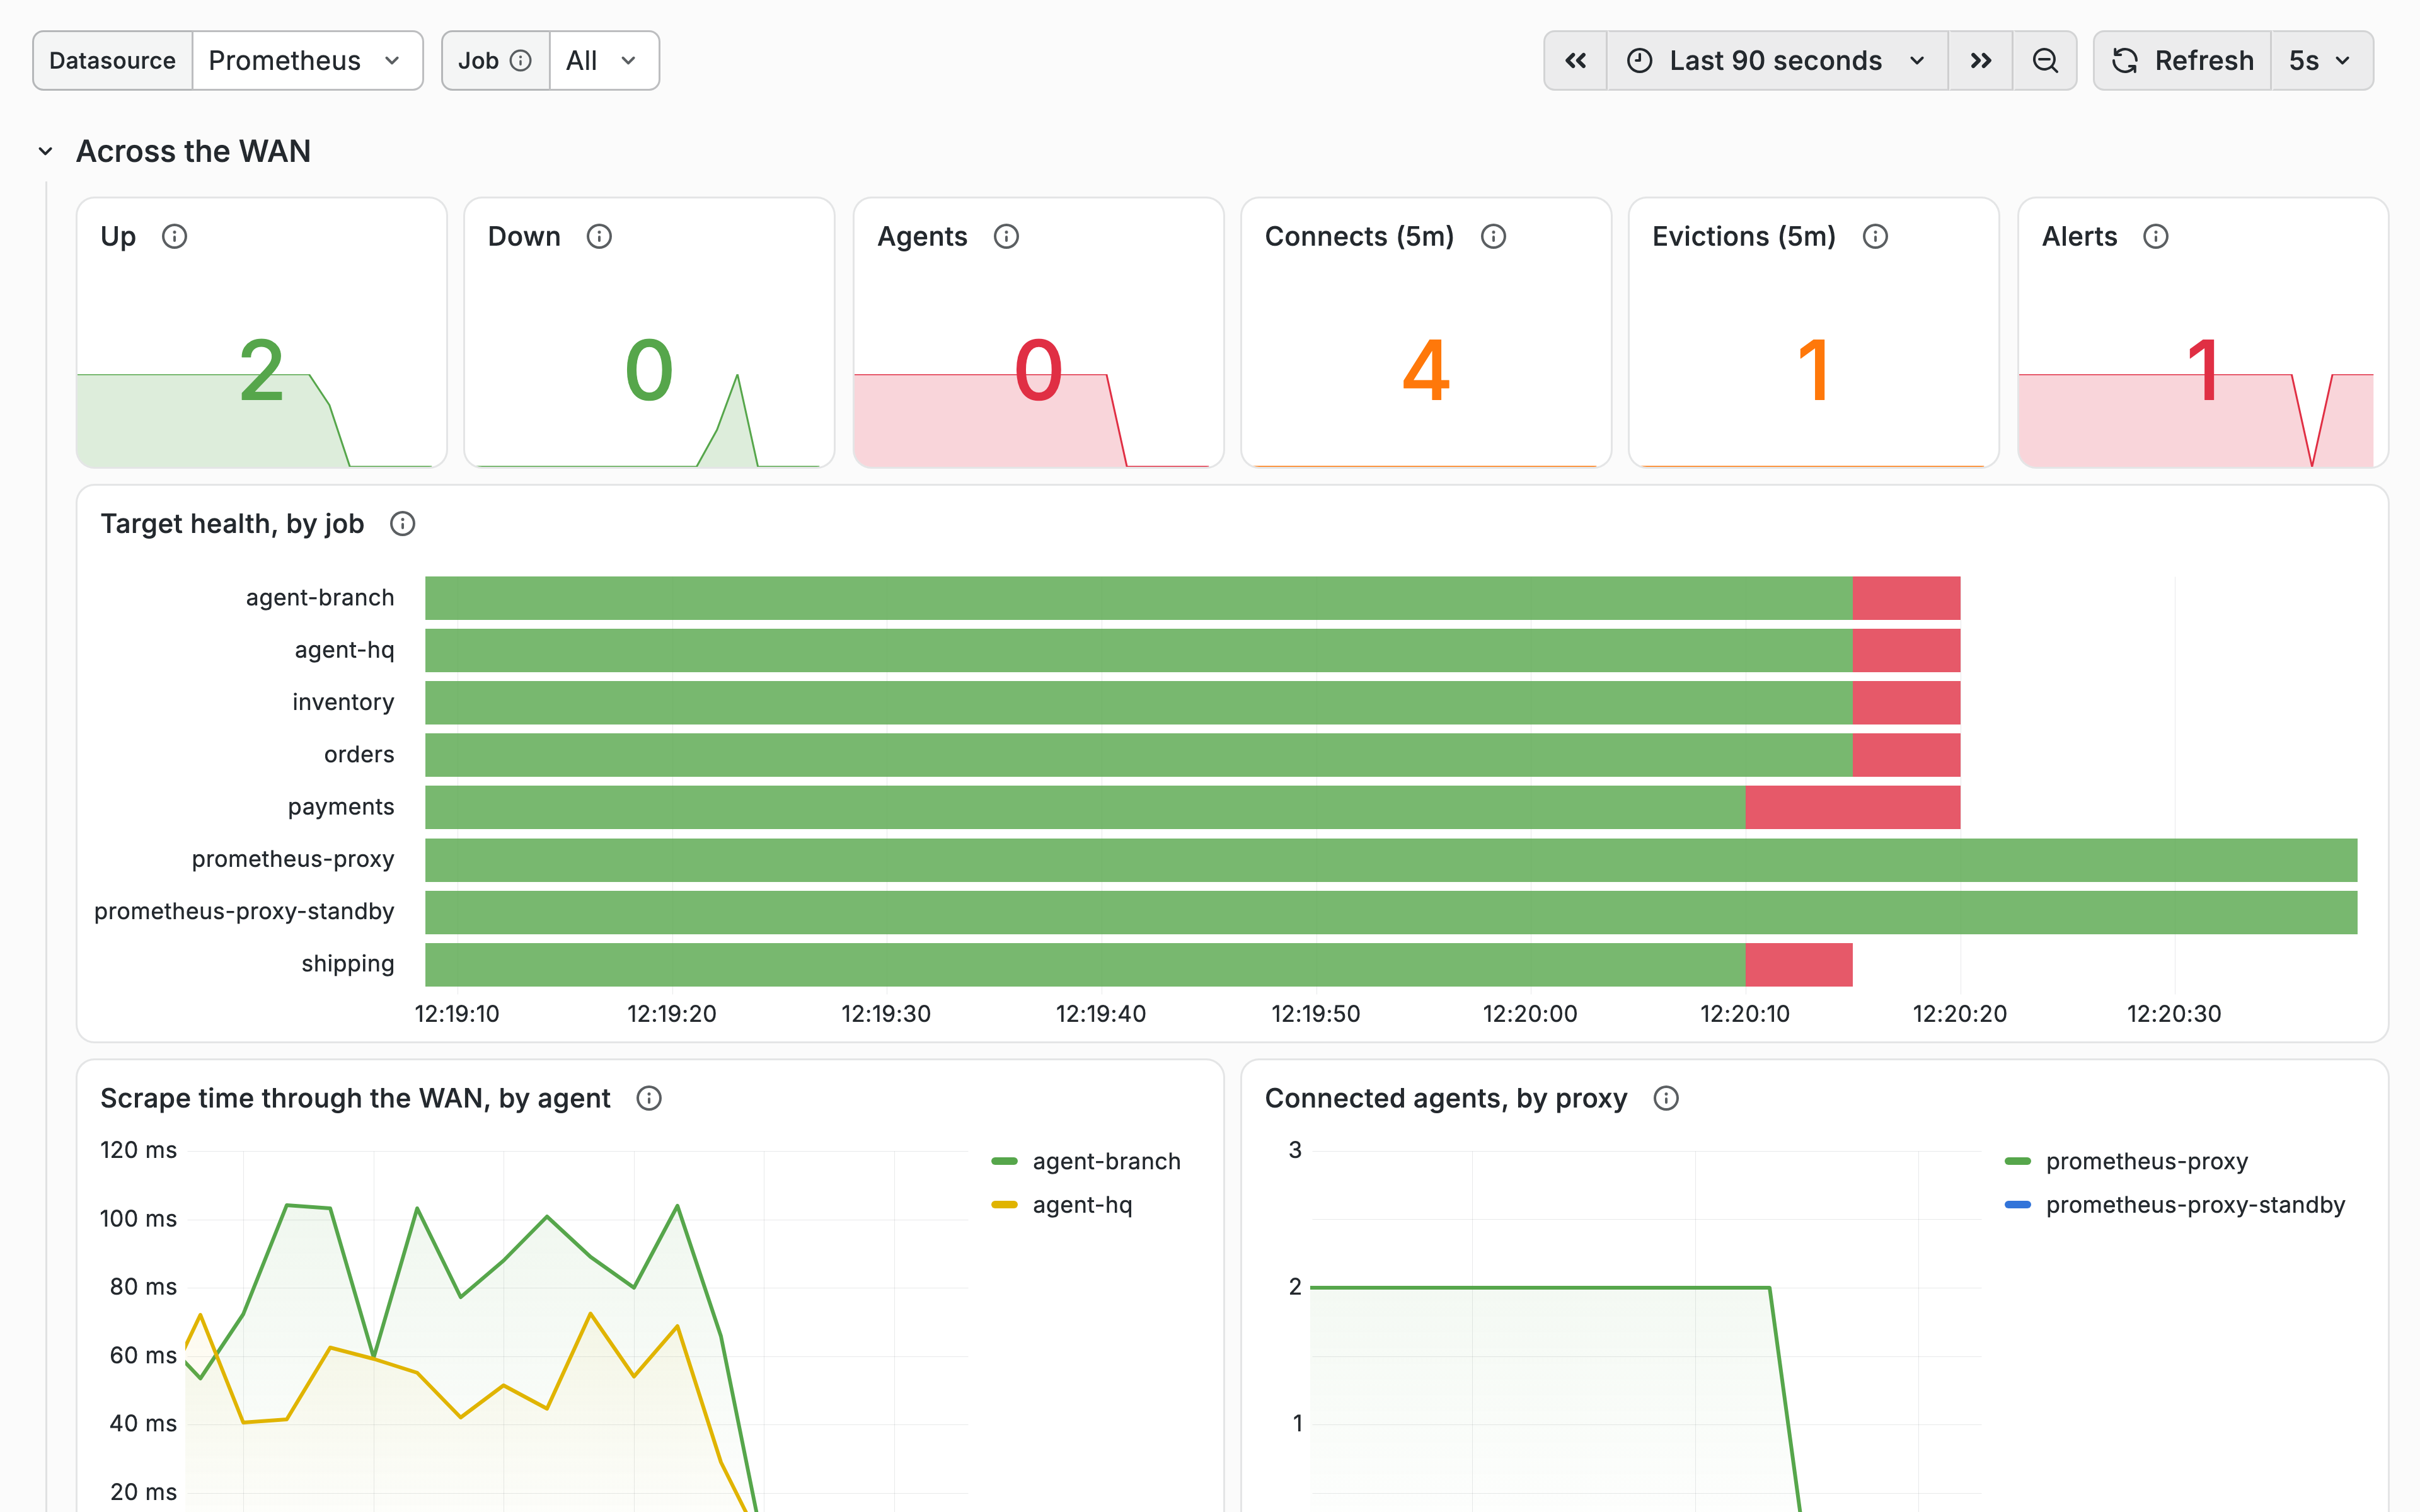 Datasource Prometheus Job All Last 90 seconds Refresh 5s
Across the WAN
Up Down Agents Connects (5m) Evictions (5m) Alerts
2 0 0 4 1 1
Target health, by job
agent-branch
agent-hq
inventory
orders
payments
prometheus-proxy
prometheus-proxy-standby
shipping
12:19:10 12:19:20 12:19:30 12:19:40 12:19:50 12:20:00 12:20:10 12:20:20 12:20:30
Scrape time through the WAN, by agent
120 ms
100 ms
80 ms
60 ms
40 ms
20 ms
agent-branch
agent-hq
Connected agents, by proxy
3
2
1
prometheus-proxy
prometheus-proxy-standby